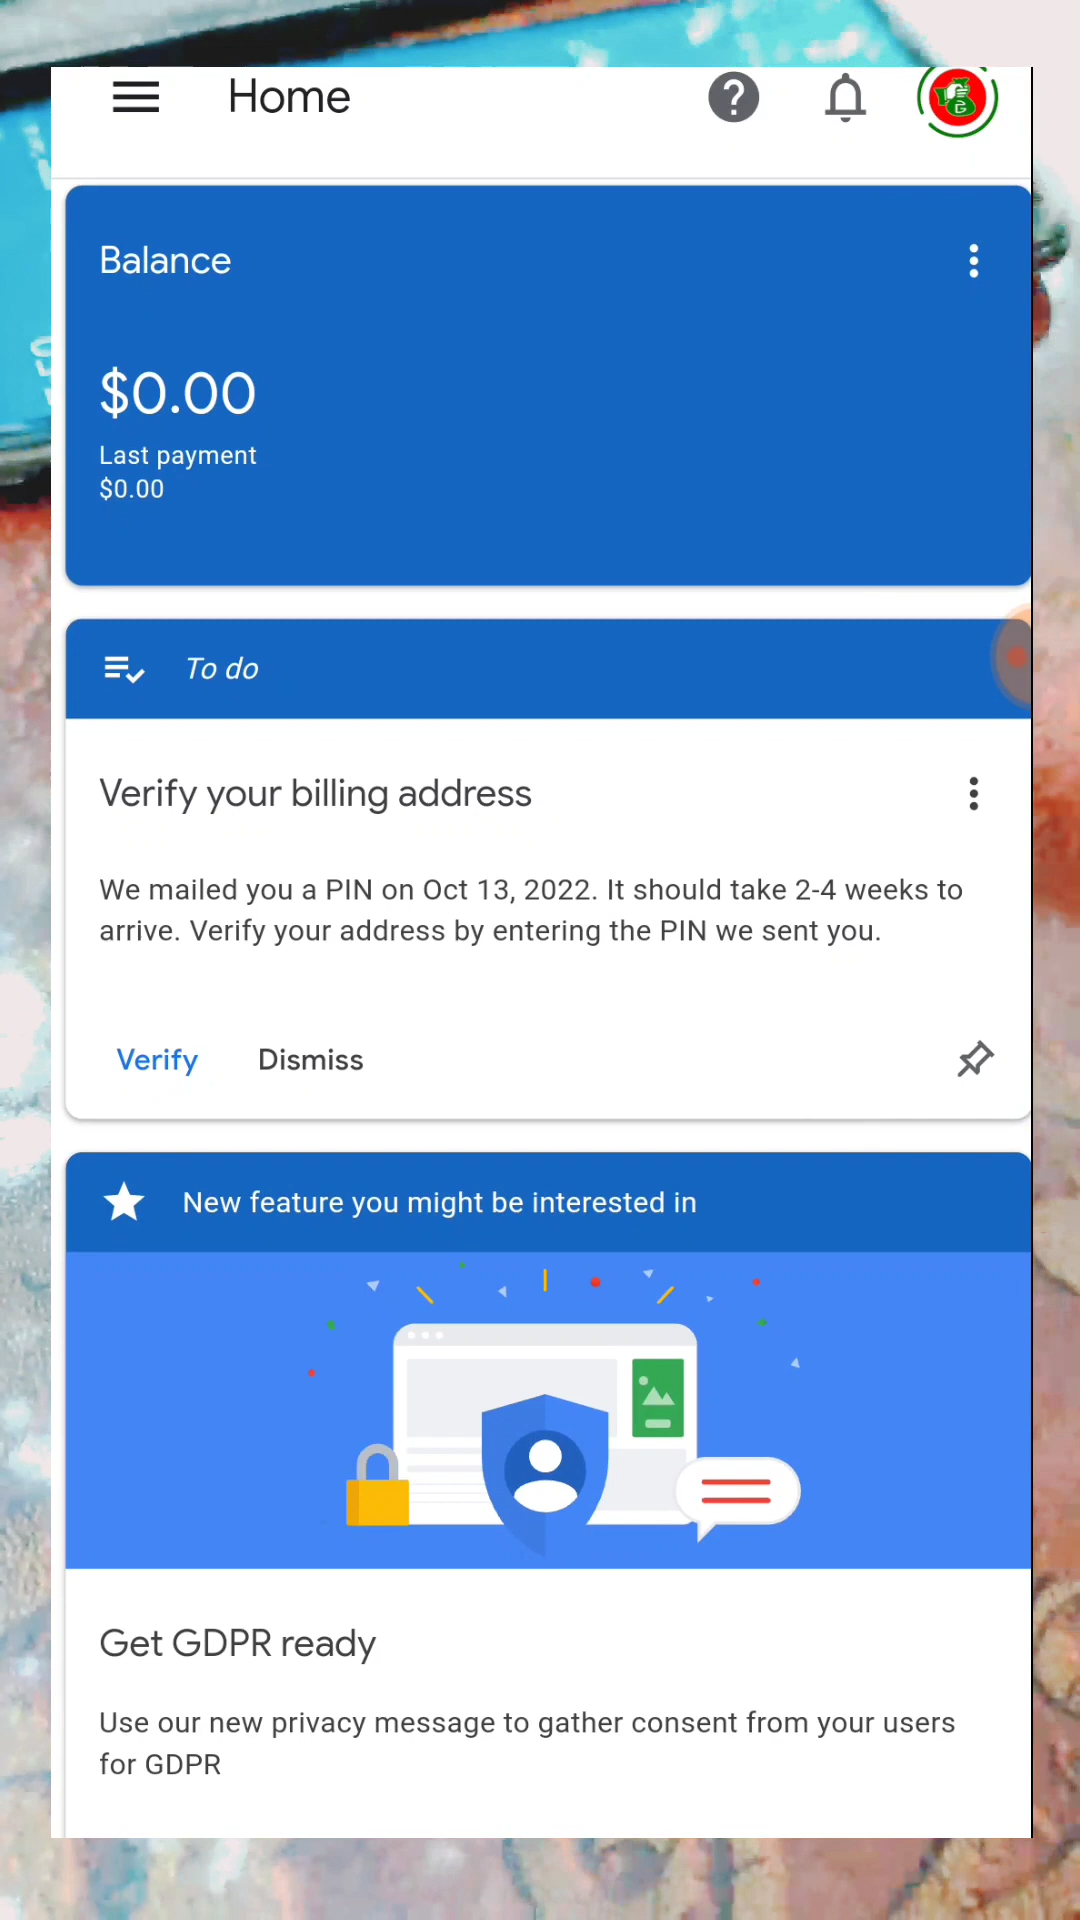 Home
Balance
$0.00
Last payment
$0.00
To do
Verify your billing address
We mailed you a PIN on Oct 13, 2022. It should take 2-4 weeks to
arrive. Verify your address by entering the PIN we sent you.
Verify Dismiss
New feature you might be interested in
Get GDPR ready
Use our new privacy message to gather consent from your users
for GDPR